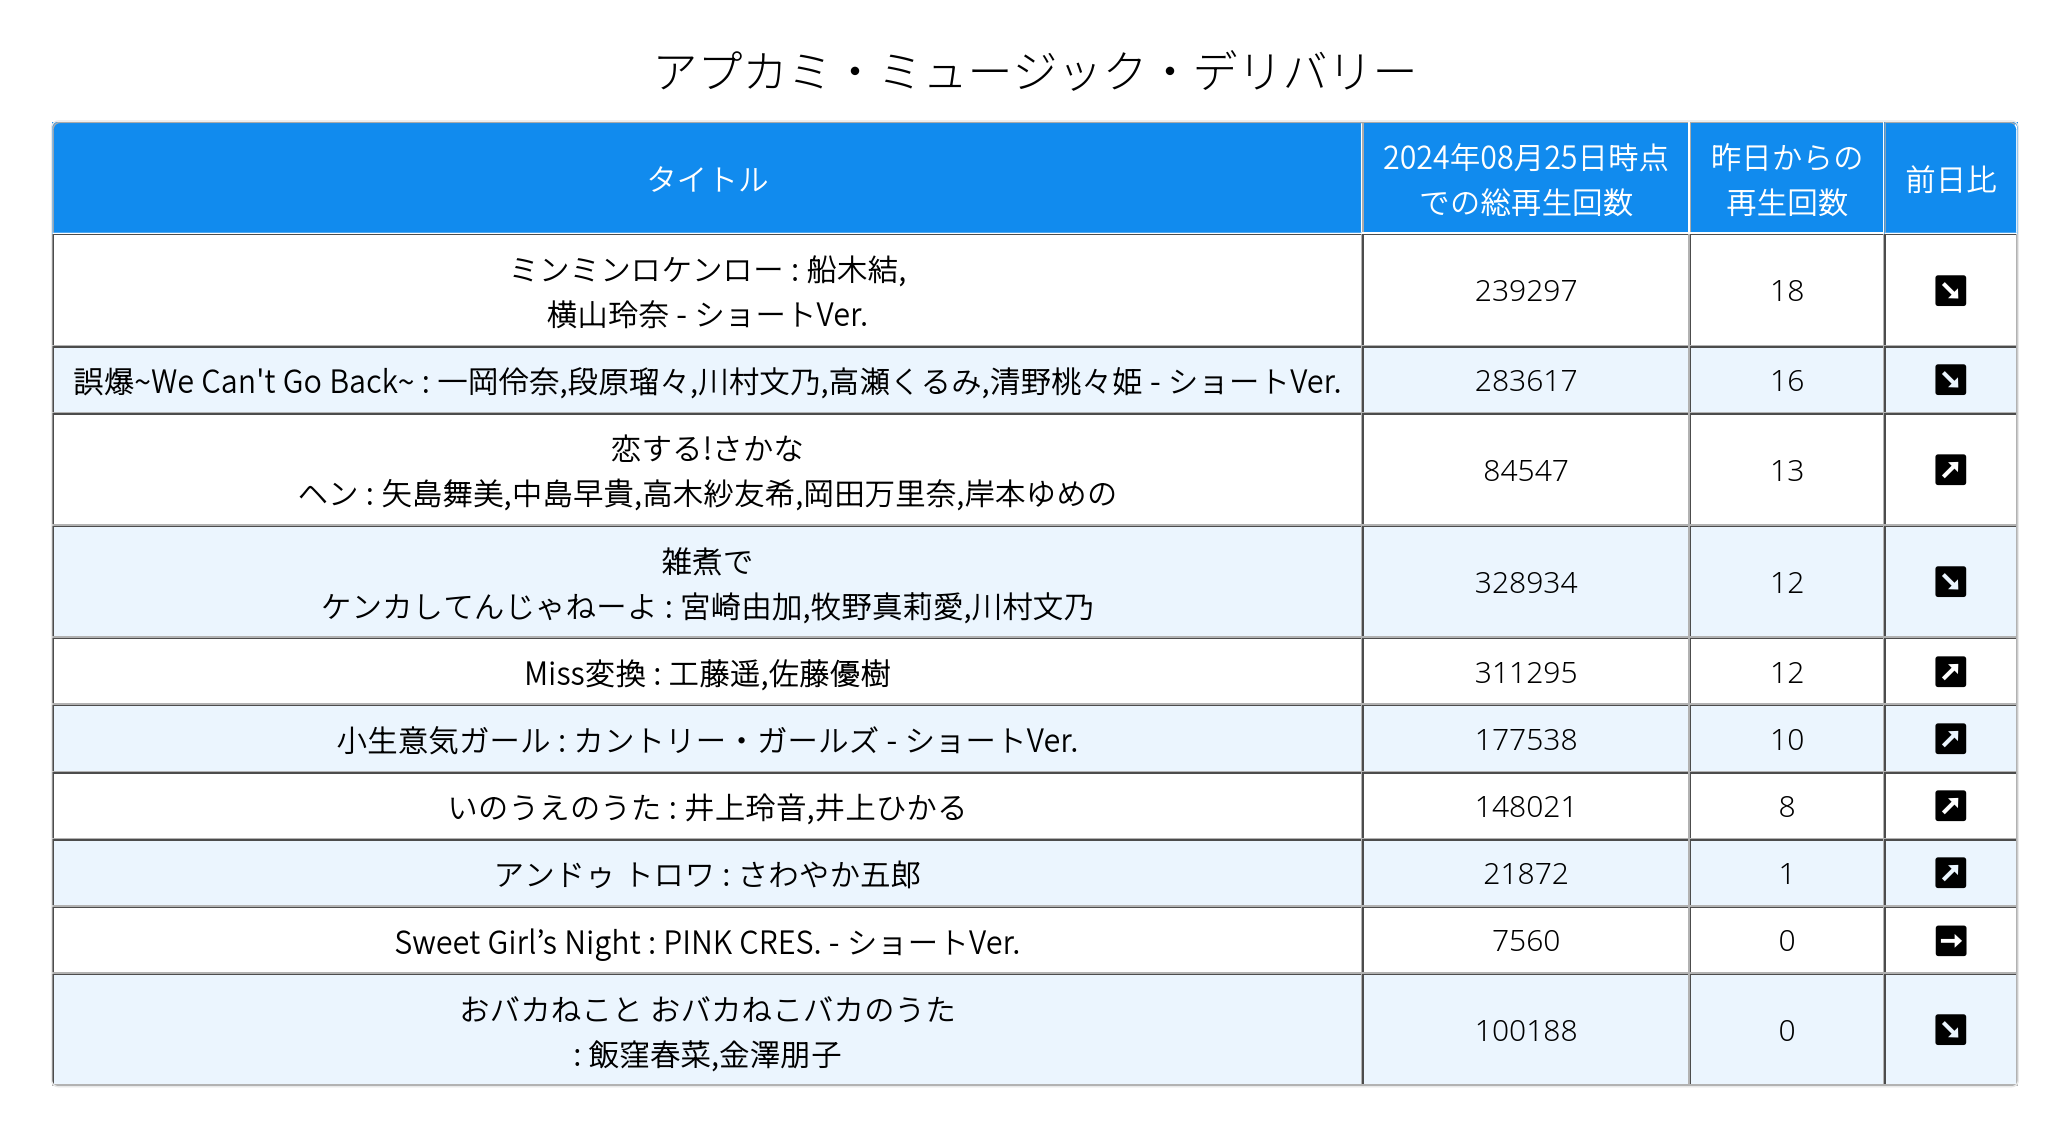 アプカミ・ミュージック・デリバリー
タイトル
2024年08月25日時点
での総再生回数
昨日からの
再生回数
前日比
ミンミンロケンロー : 船木結,
横山玲奈 - ショートVer.
239297
18
誤爆~We Can't Go Back~ : 一岡伶奈,段原瑠々,川村文乃,高瀬くるみ,清野桃々姫 - ショートVer.
283617
16
恋する!さかな
ヘン : 矢島舞美,中島早貴,高木紗友希,岡田万里奈,岸本ゆめの
84547
13
雑煮で
ケンカしてんじゃねーよ : 宮崎由加,牧野真莉愛,川村文乃
328934
12
Miss変換 : 工藤遥,佐藤優樹
311295
12
小生意気ガール : カントリー・ガールズ - ショートVer.
177538
10
いのうえのうた : 井上玲音,井上ひかる
148021
8
アンドゥ トロワ : さわやか五郎
21872
1
Sweet Girl’s Night : PINK CRES. - ショートVer.
7560
0
おバカねこと おバカねこバカのうた
: 飯窪春菜,金澤朋子
100188
0